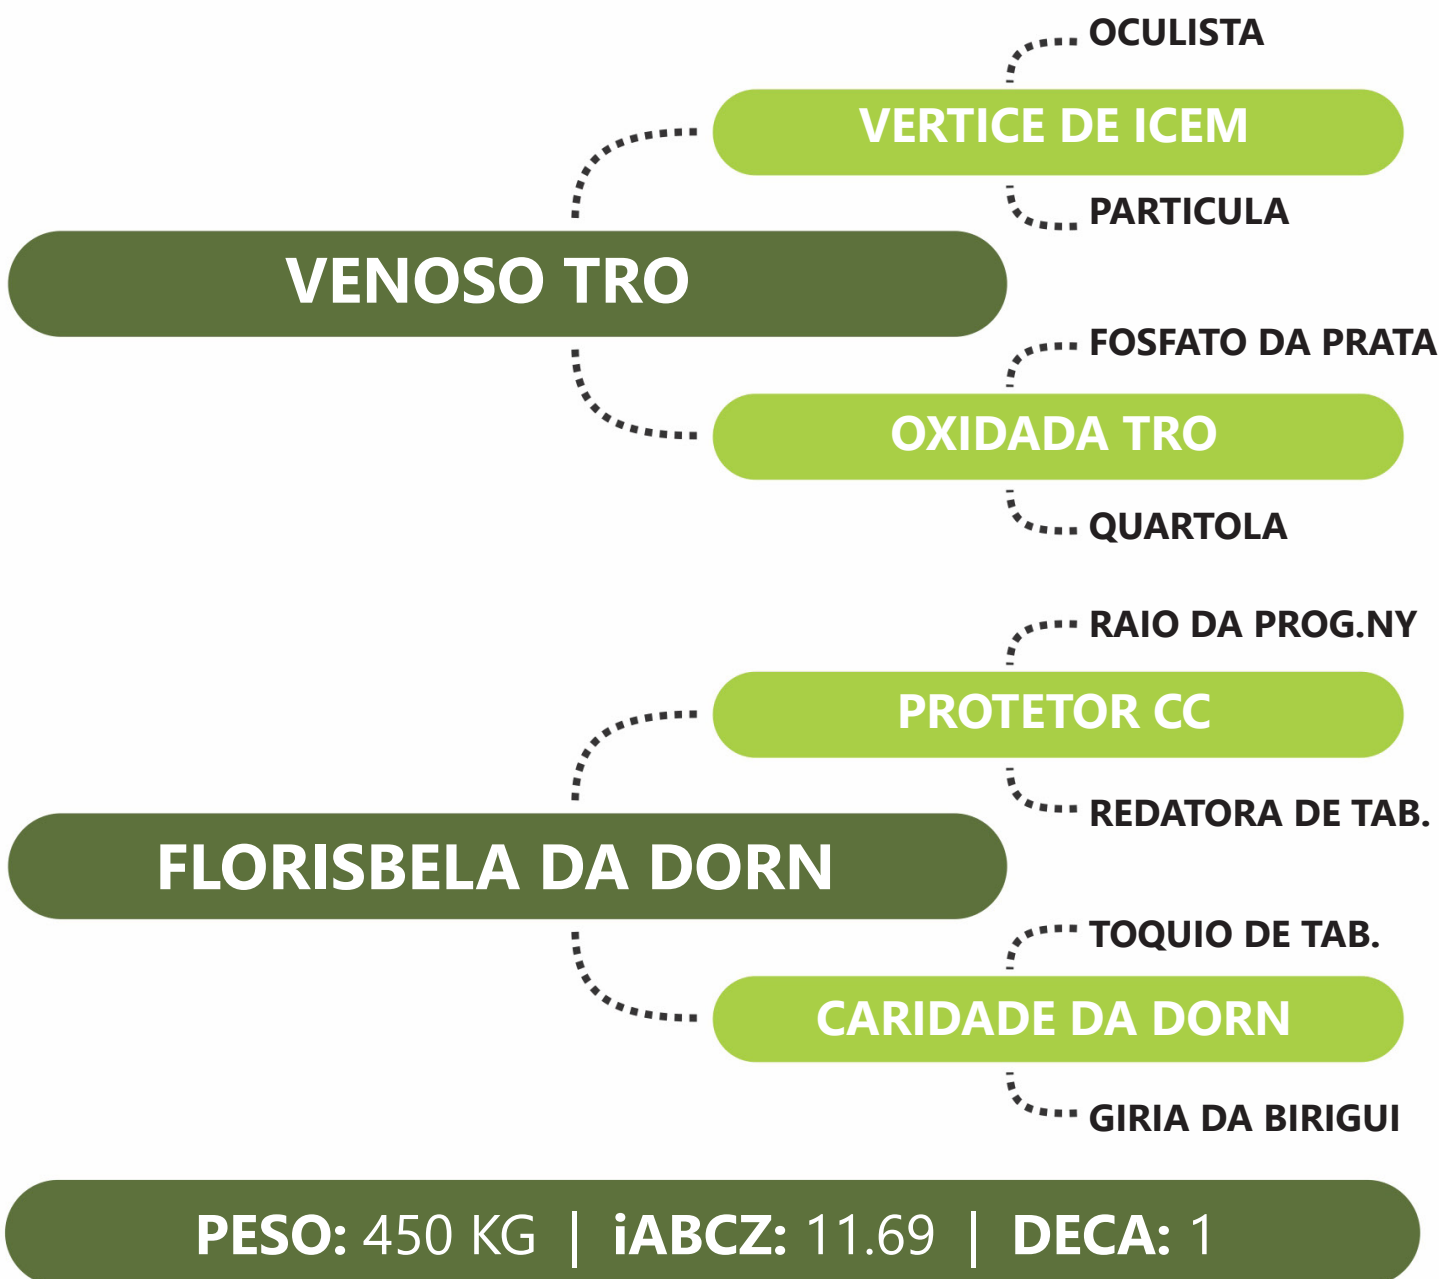 OCULISTA
VERTICE DE ICEM
PARTICULA
VENOSO TRO
FOSFATO DA PRATA
OXIDADA TRO
QUARTOLA
RAIO DA PROG.NY
PROTETOR CC
REDATORA DE TAB.
FLORISBELA DA DORN
TOQUIO DE TAB.
CARIDADE DA DORN
GIRIA DA BIRIGUI
PESO: 450 KG | iABCZ: 11.69 | DECA: 1